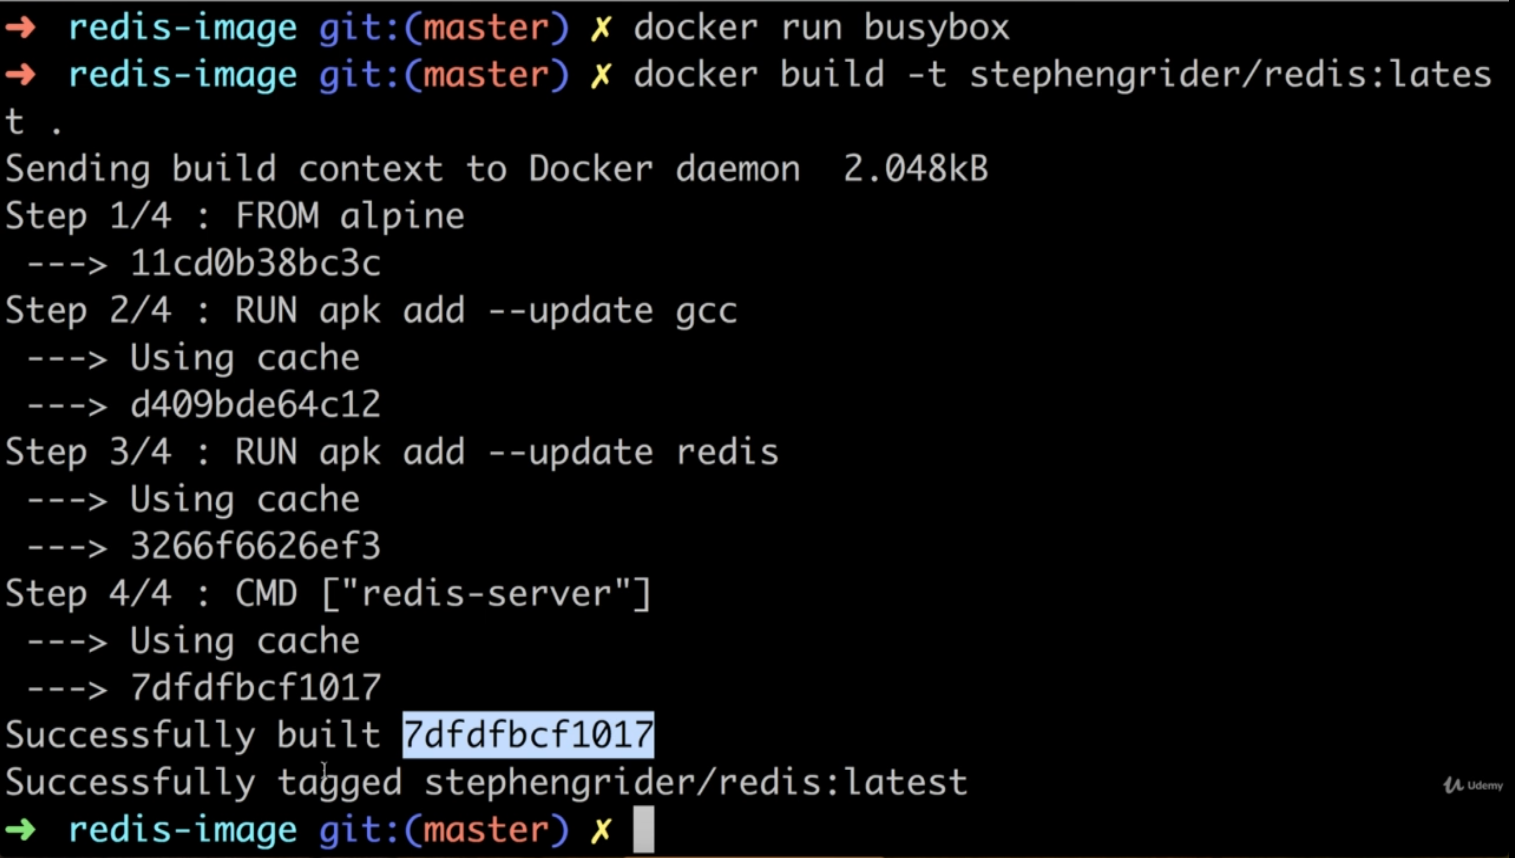 ➜  redis-image git:(master) ✗ docker run busybox
➜  redis-image git:(master) ✗ docker build -t stephengrider/redis:lates
t .
Sending build context to Docker daemon  2.048kB
Step 1/4 : FROM alpine
 ---> 11cd0b38bc3c
Step 2/4 : RUN apk add --update gcc
 ---> Using cache
 ---> d409bde64c12
Step 3/4 : RUN apk add --update redis
 ---> Using cache
 ---> 3266f6626ef3
Step 4/4 : CMD ["redis-server"]
 ---> Using cache
 ---> 7dfdfbcf1017
Successfully built 7dfdfbcf1017
Successfully tagged stephengrider/redis:latest
Udemy
➜  redis-image git:(master) ✗